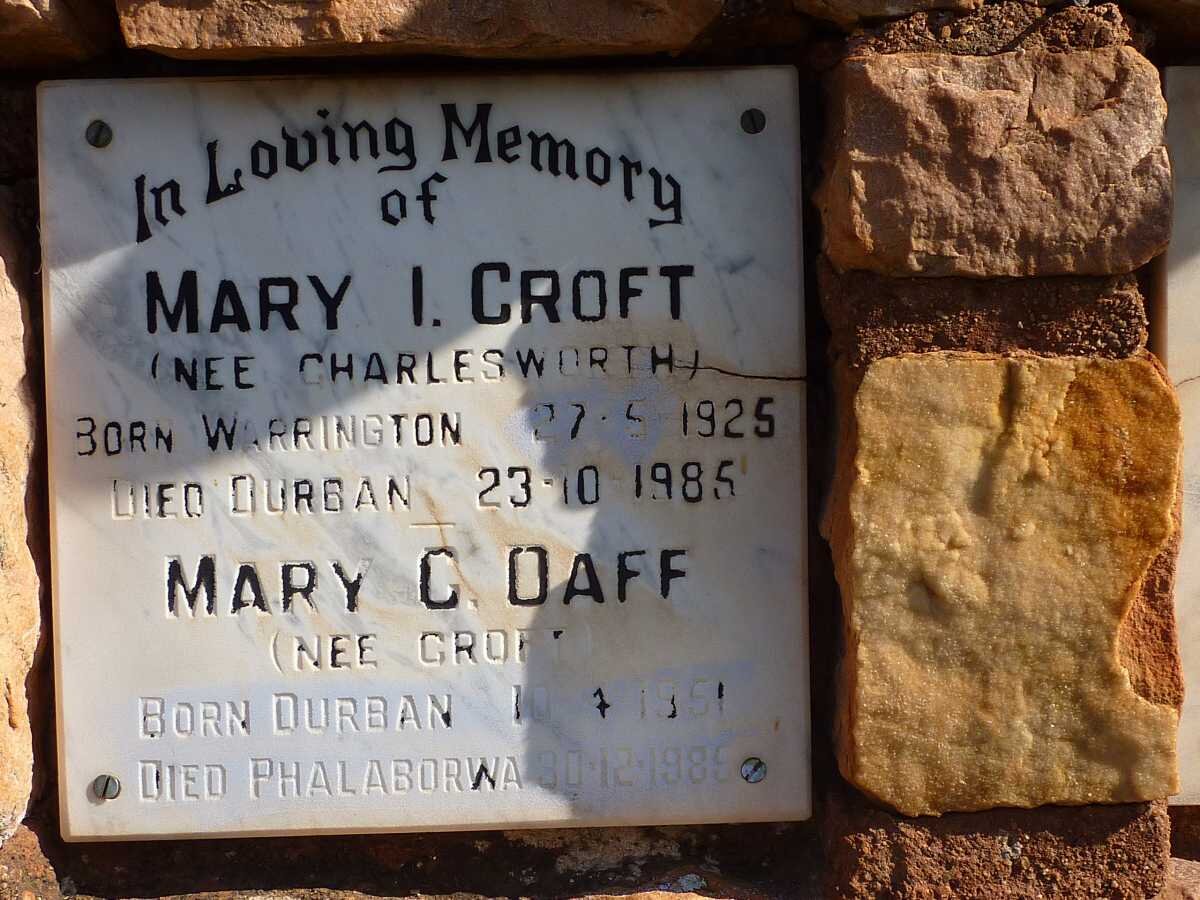 In Loving Memory
of
MARY I. CROFT
(NEE CHARLESWORTH)
BORN WARRINGTON 27·5·1925
DIED DURBAN 23·10·1985
MARY C. DAFF
(NEE CROFT)
BORN DURBAN
DIED PHALABORWA